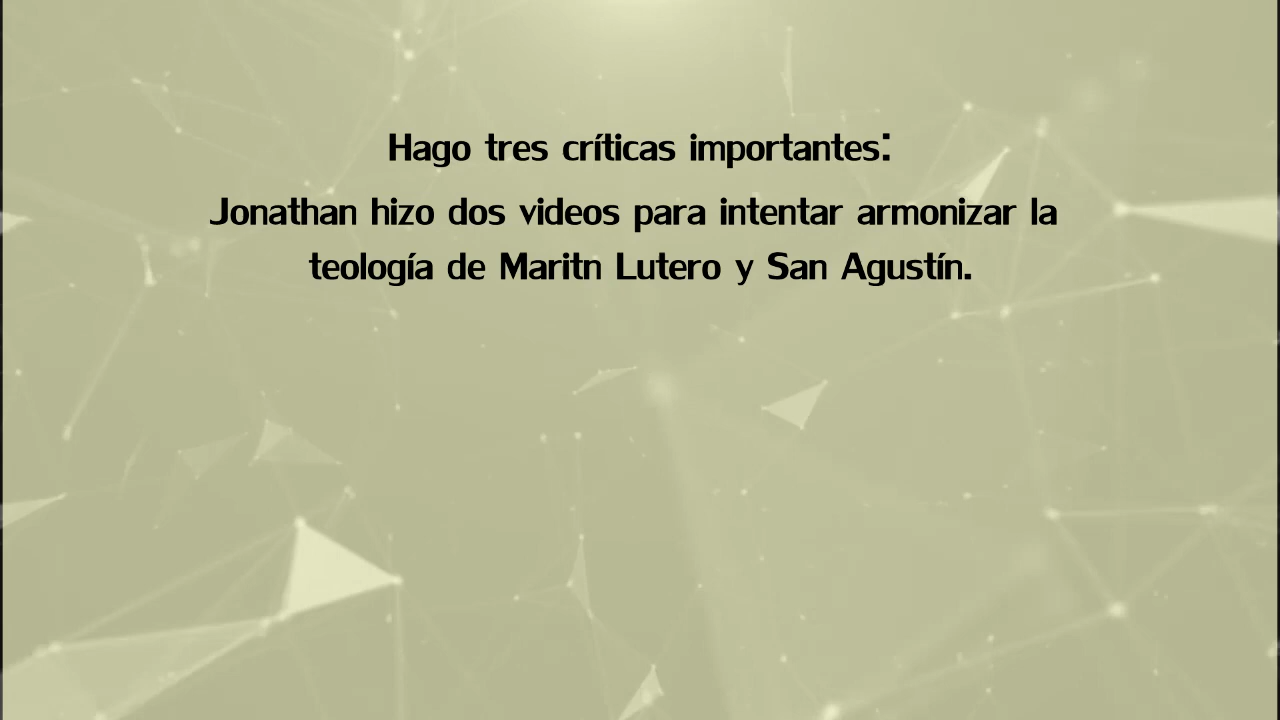 Hago tres críticas importantes:
Jonathan hizo dos videos para intentar armonizar la
teología de Maritn Lutero y San Agustín.